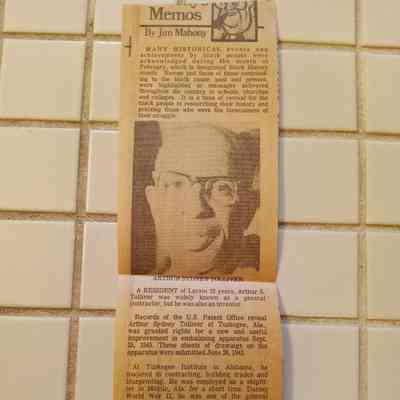 Memos
By Jim Mahony
MANY HISTORICAL events and
achievements by black people were
acknowledged during the month of
February, which is designated black history
month. Names and faces of those contribut-
ing to the black cause, past and present,
were highlighted as messages delivered
throughout the country in schools, churches
and colleges. It is a time of revival for the
black people in researching their history and
praising those who were the forerunners of
their struggle.
ARTHUR SYDNEY TOLLIVER
A RESIDENT of Lorain 32 years, Arthur S.
Tolliver was widely known as a general
contractor, but he was also an inventor.
Records of the U.S. Patent Office reveal
Arthur Sydney Tolliver of Tuskegee, Ala.,
was granted rights for a new and useful
improvement in embalming apparatus Sept.
1943. Three sheets of drawings on the
apparatus were submitted June 26, 1941.
At Tuskegee Institute in Alabama, he
majored in contracting, building trades and
blueprinting. He was employed as a shipfit-
ter in Mobile, Ala. for a short time. During
World War II, he was one of the general